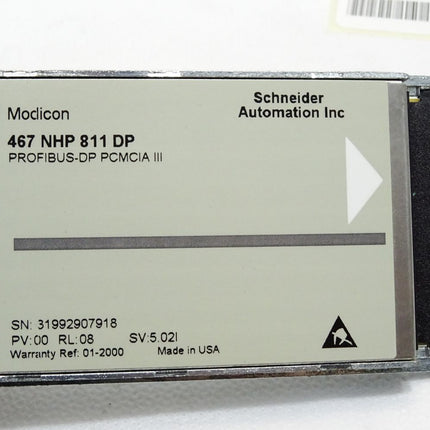 Modicon
Schneider
Automation Inc
467 NHP 811 DP
PROFIBUS-DP PCMCIA III
SN: 31992907918
PV:00 RL:08 SV:5.02I
Warranty Ref: 01-2000 Made in USA